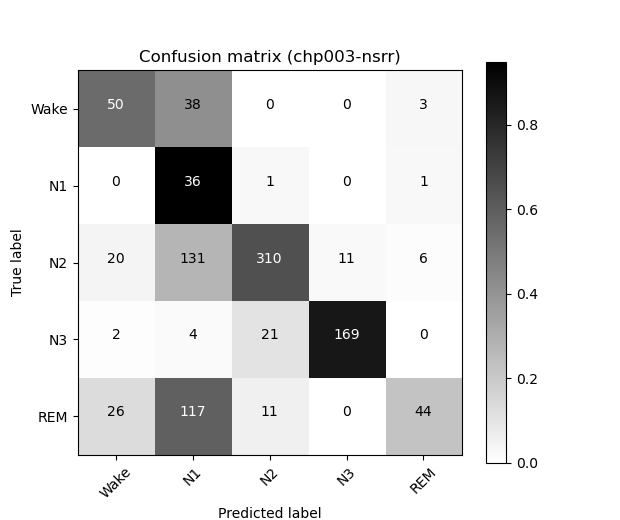 Confusion matrix (chp003-nsrr)
Wake 50 38 0 0 3
N1 0 36 1 0 1
N2 20 131 310 11 6
N3 2 4 21 169 0
REM 26 117 11 0 44
Wake N1 N2 N3 REM
Predicted label
True label
0.8
0.6
0.4
0.2
0.0